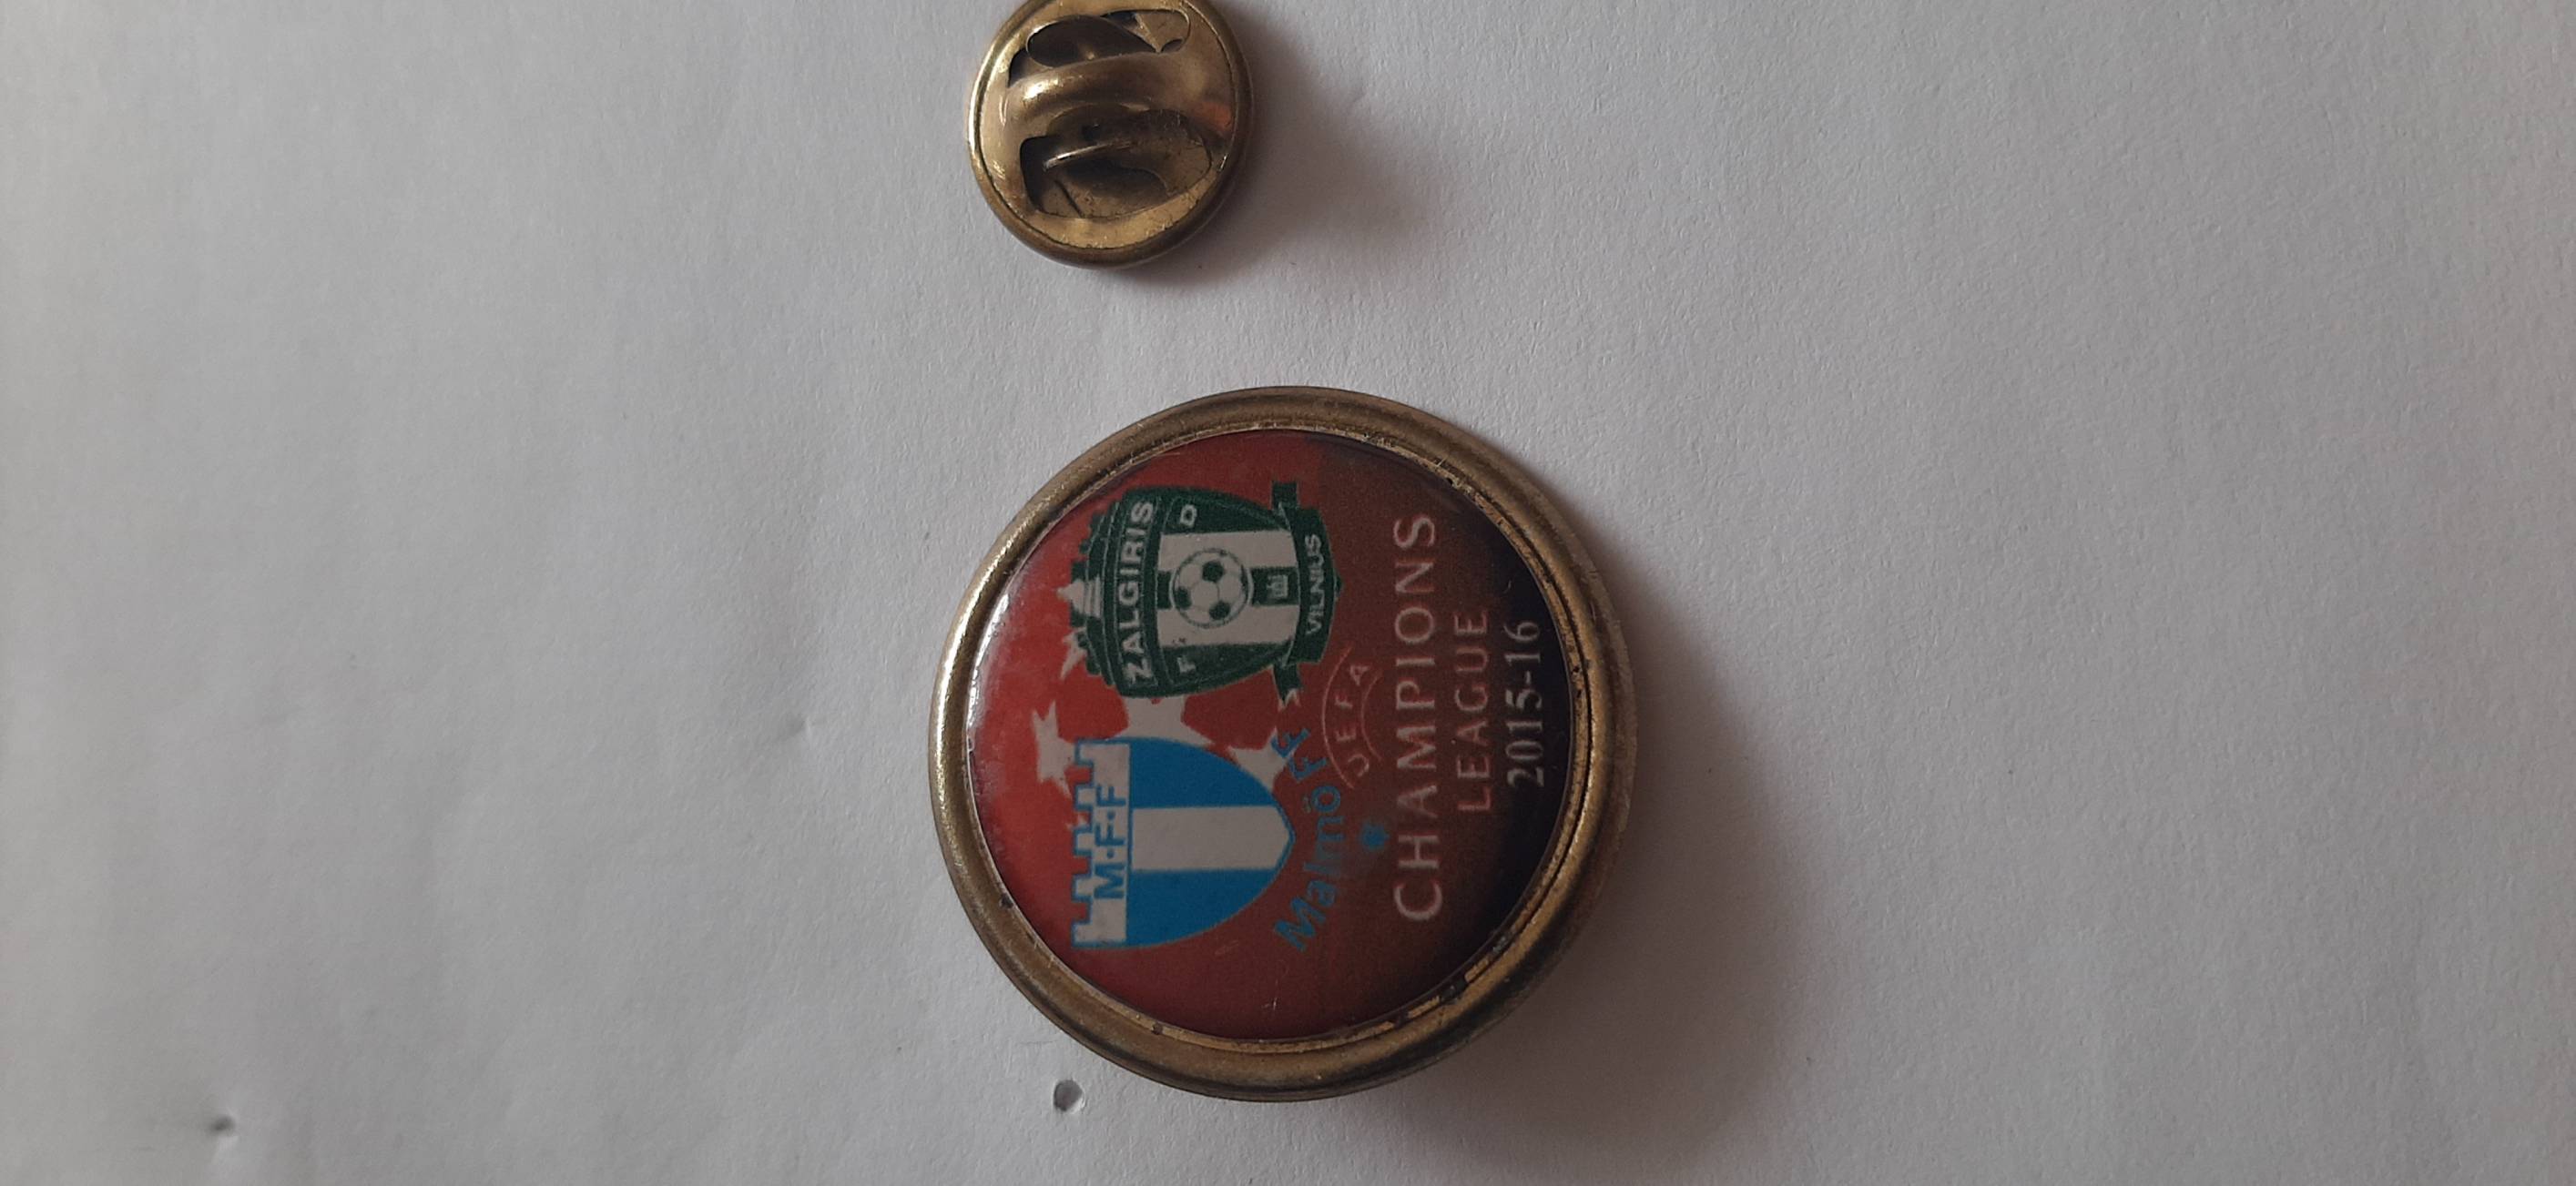 M·F·F
Malmö FF
ZALGIRIS
F D
VILNIUS
UEFA
CHAMPIONS
LEAGUE
2015-16